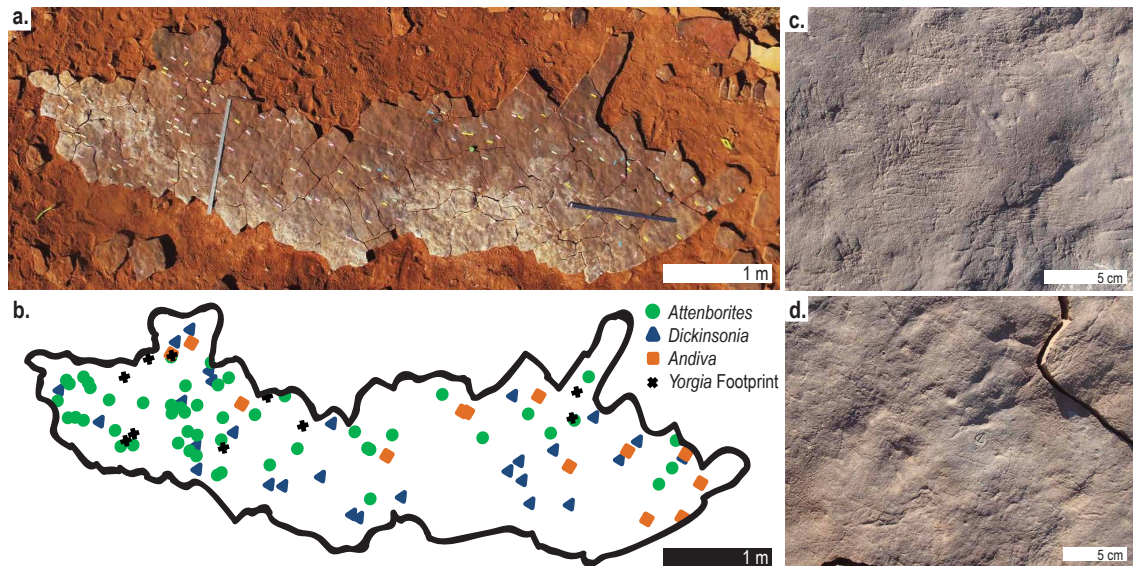 a.
1 m
b.
Attenborites
Dickinsonia
Andiva
Yorgia Footprint
1 m
c.
5 cm
d.
5 cm